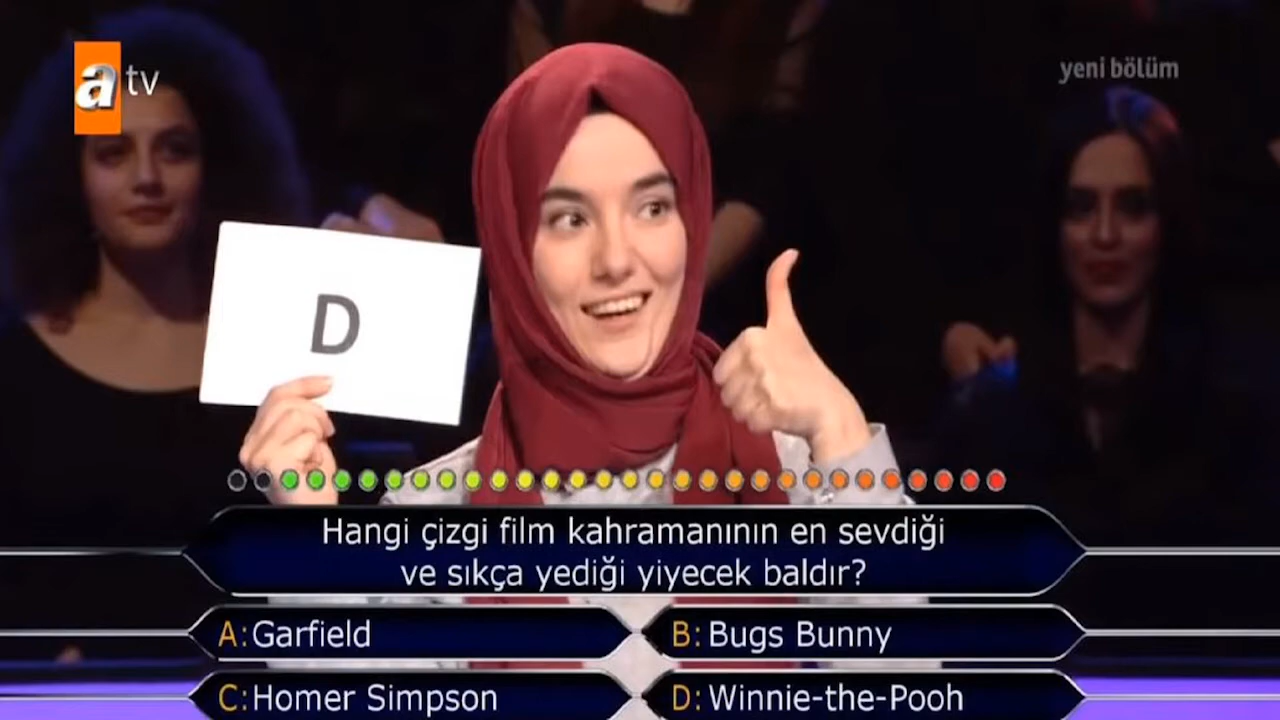 atv
yeni bölüm
D
Hangi çizgi film kahramanının en sevdiği
ve sıkça yediği yiyecek baldır?
A:Garfield
B:Bugs Bunny
C:Homer Simpson
D:Winnie-the-Pooh